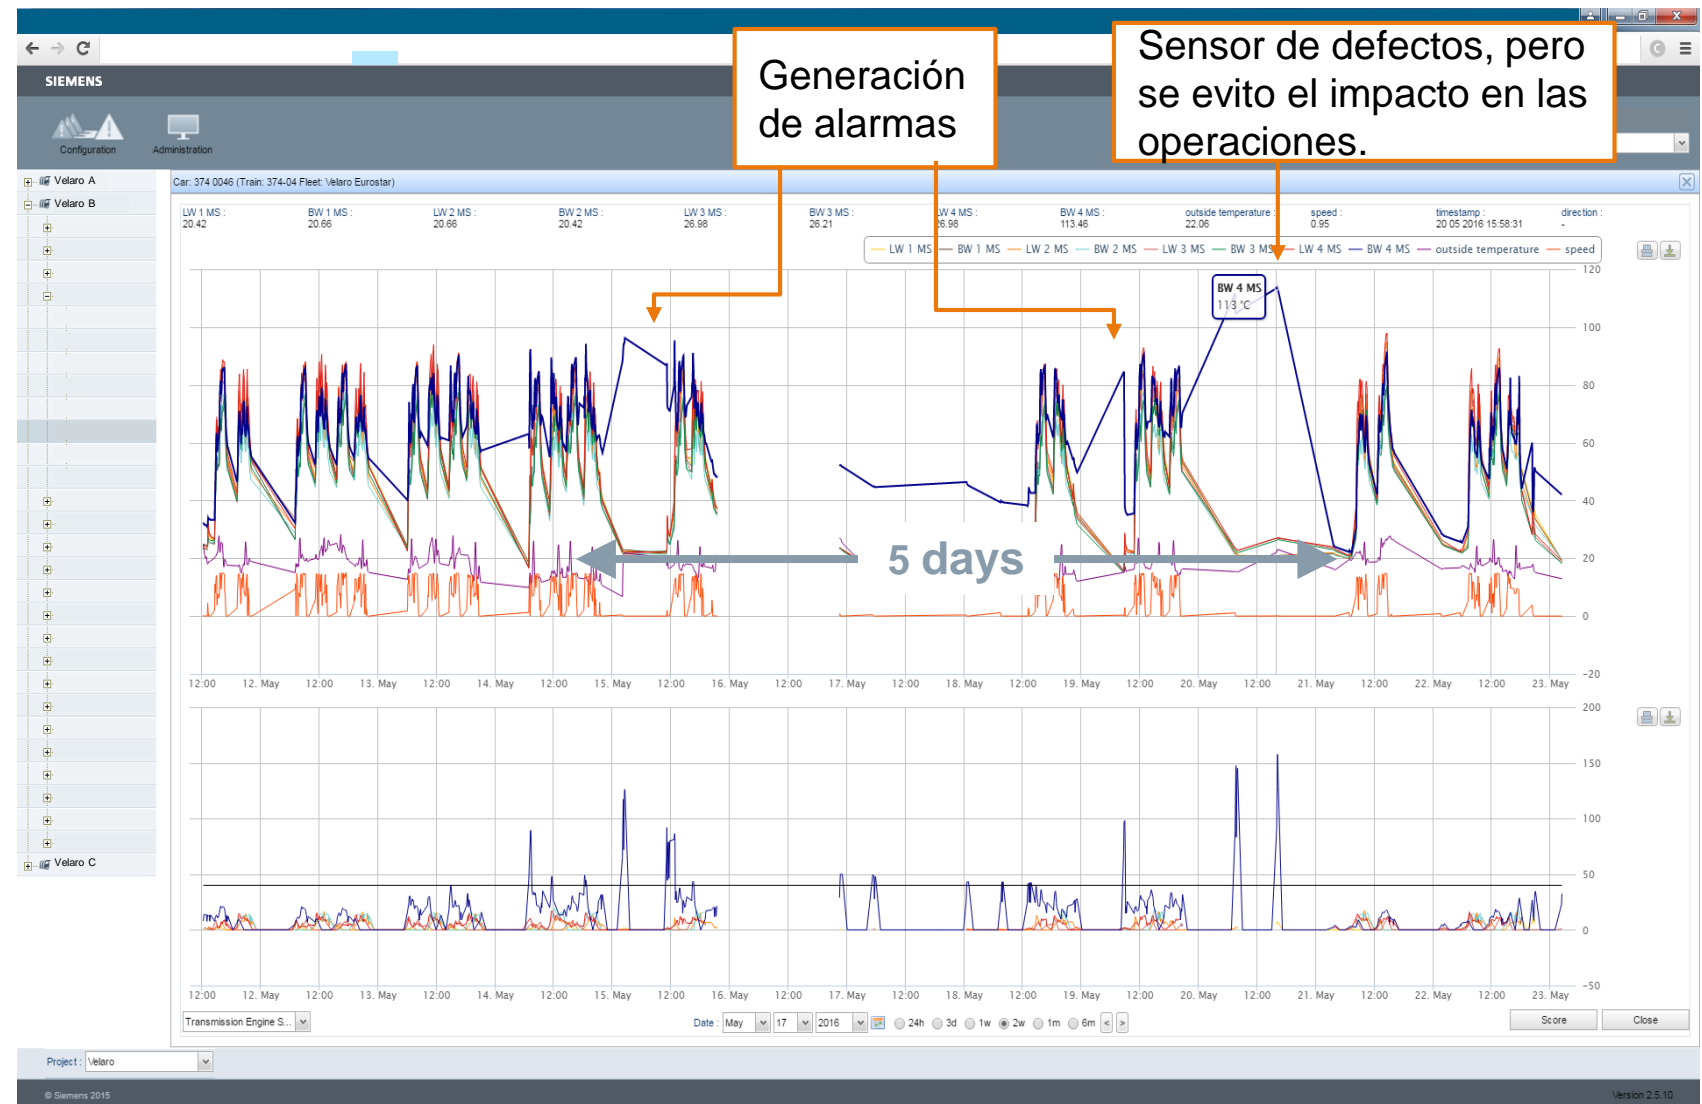 Generación
de alarmas
Sensor de defectos, pero
se evito el impacto en las
operaciones.
SIEMENS
Configuration
Administration
Velaro A
Velaro B
Velaro C
Car: 374 0046 (Train: 374-04 Fleet: Velaro Eurostar)
LW 1 MS : BW 1 MS : LW 2 MS : BW 2 MS : LW 3 MS : BW 3 MS : LW 4 MS : BW 4 MS : outside temperature : speed : timestamp : direction :
20.42 20.66 20.66 20.42 26.98 26.21 26.98 113.46 22.06 0.95 20 05 2016 15:58:31 -
LW 1 MS BW 1 MS LW 2 MS BW 2 MS LW 3 MS BW 3 MS LW 4 MS BW 4 MS outside temperature speed
120
BW 4 MS
113 °C
100
80
60
40
5 days
20
0
-20
12:00 12. May 12:00 13. May 12:00 14. May 12:00 15. May 12:00 16. May 12:00 17. May 12:00 18. May 12:00 19. May 12:00 20. May 12:00 21. May 12:00 22. May 12:00 23. May
200
150
100
50
0
-50
12:00 12. May 12:00 13. May 12:00 14. May 12:00 15. May 12:00 16. May 12:00 17. May 12:00 18. May 12:00 19. May 12:00 20. May 12:00 21. May 12:00 22. May 12:00 23. May
Transmission Engine S... Date : May 17 2016 24h 3d 1w 2w 1m 6m < > Score Close
Project : Velaro
© Siemens 2015
Version 2.5.10